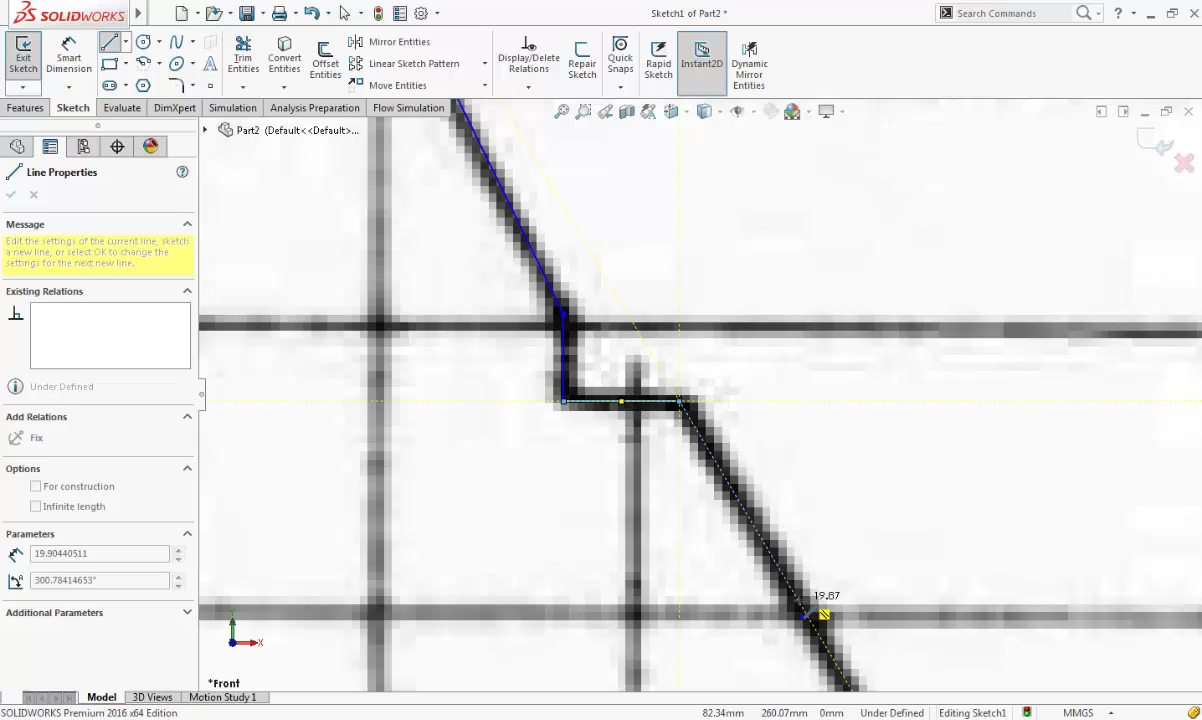 SOLIDWORKS
Sketch1 of Part2 *
Search Commands
?
Exit Sketch
Smart Dimension
Trim Entities
Convert Entities
Offset Entities
Mirror Entities
Linear Sketch Pattern
Move Entities
Display/Delete Relations
Repair Sketch
Quick Snaps
Rapid Sketch
Instant2D
Dynamic Mirror Entities
Features
Sketch
Evaluate
DimXpert
Simulation
Analysis Preparation
Flow Simulation
Part2 (Default<<Default>...
Line Properties
?
Message
Edit the settings of the current line, sketch
a new line, or select OK to change the
settings for the next new line.
Existing Relations
Under Defined
Add Relations
Fix
Options
For construction
Infinite length
Parameters
19.90440511
300.78414653°
Additional Parameters
19.87
Y
X
*Front
Model
3D Views
Motion Study 1
SOLIDWORKS Premium 2016 x64 Edition
82.34mm
260.07mm
0mm
Under Defined
Editing Sketch1
MMGS